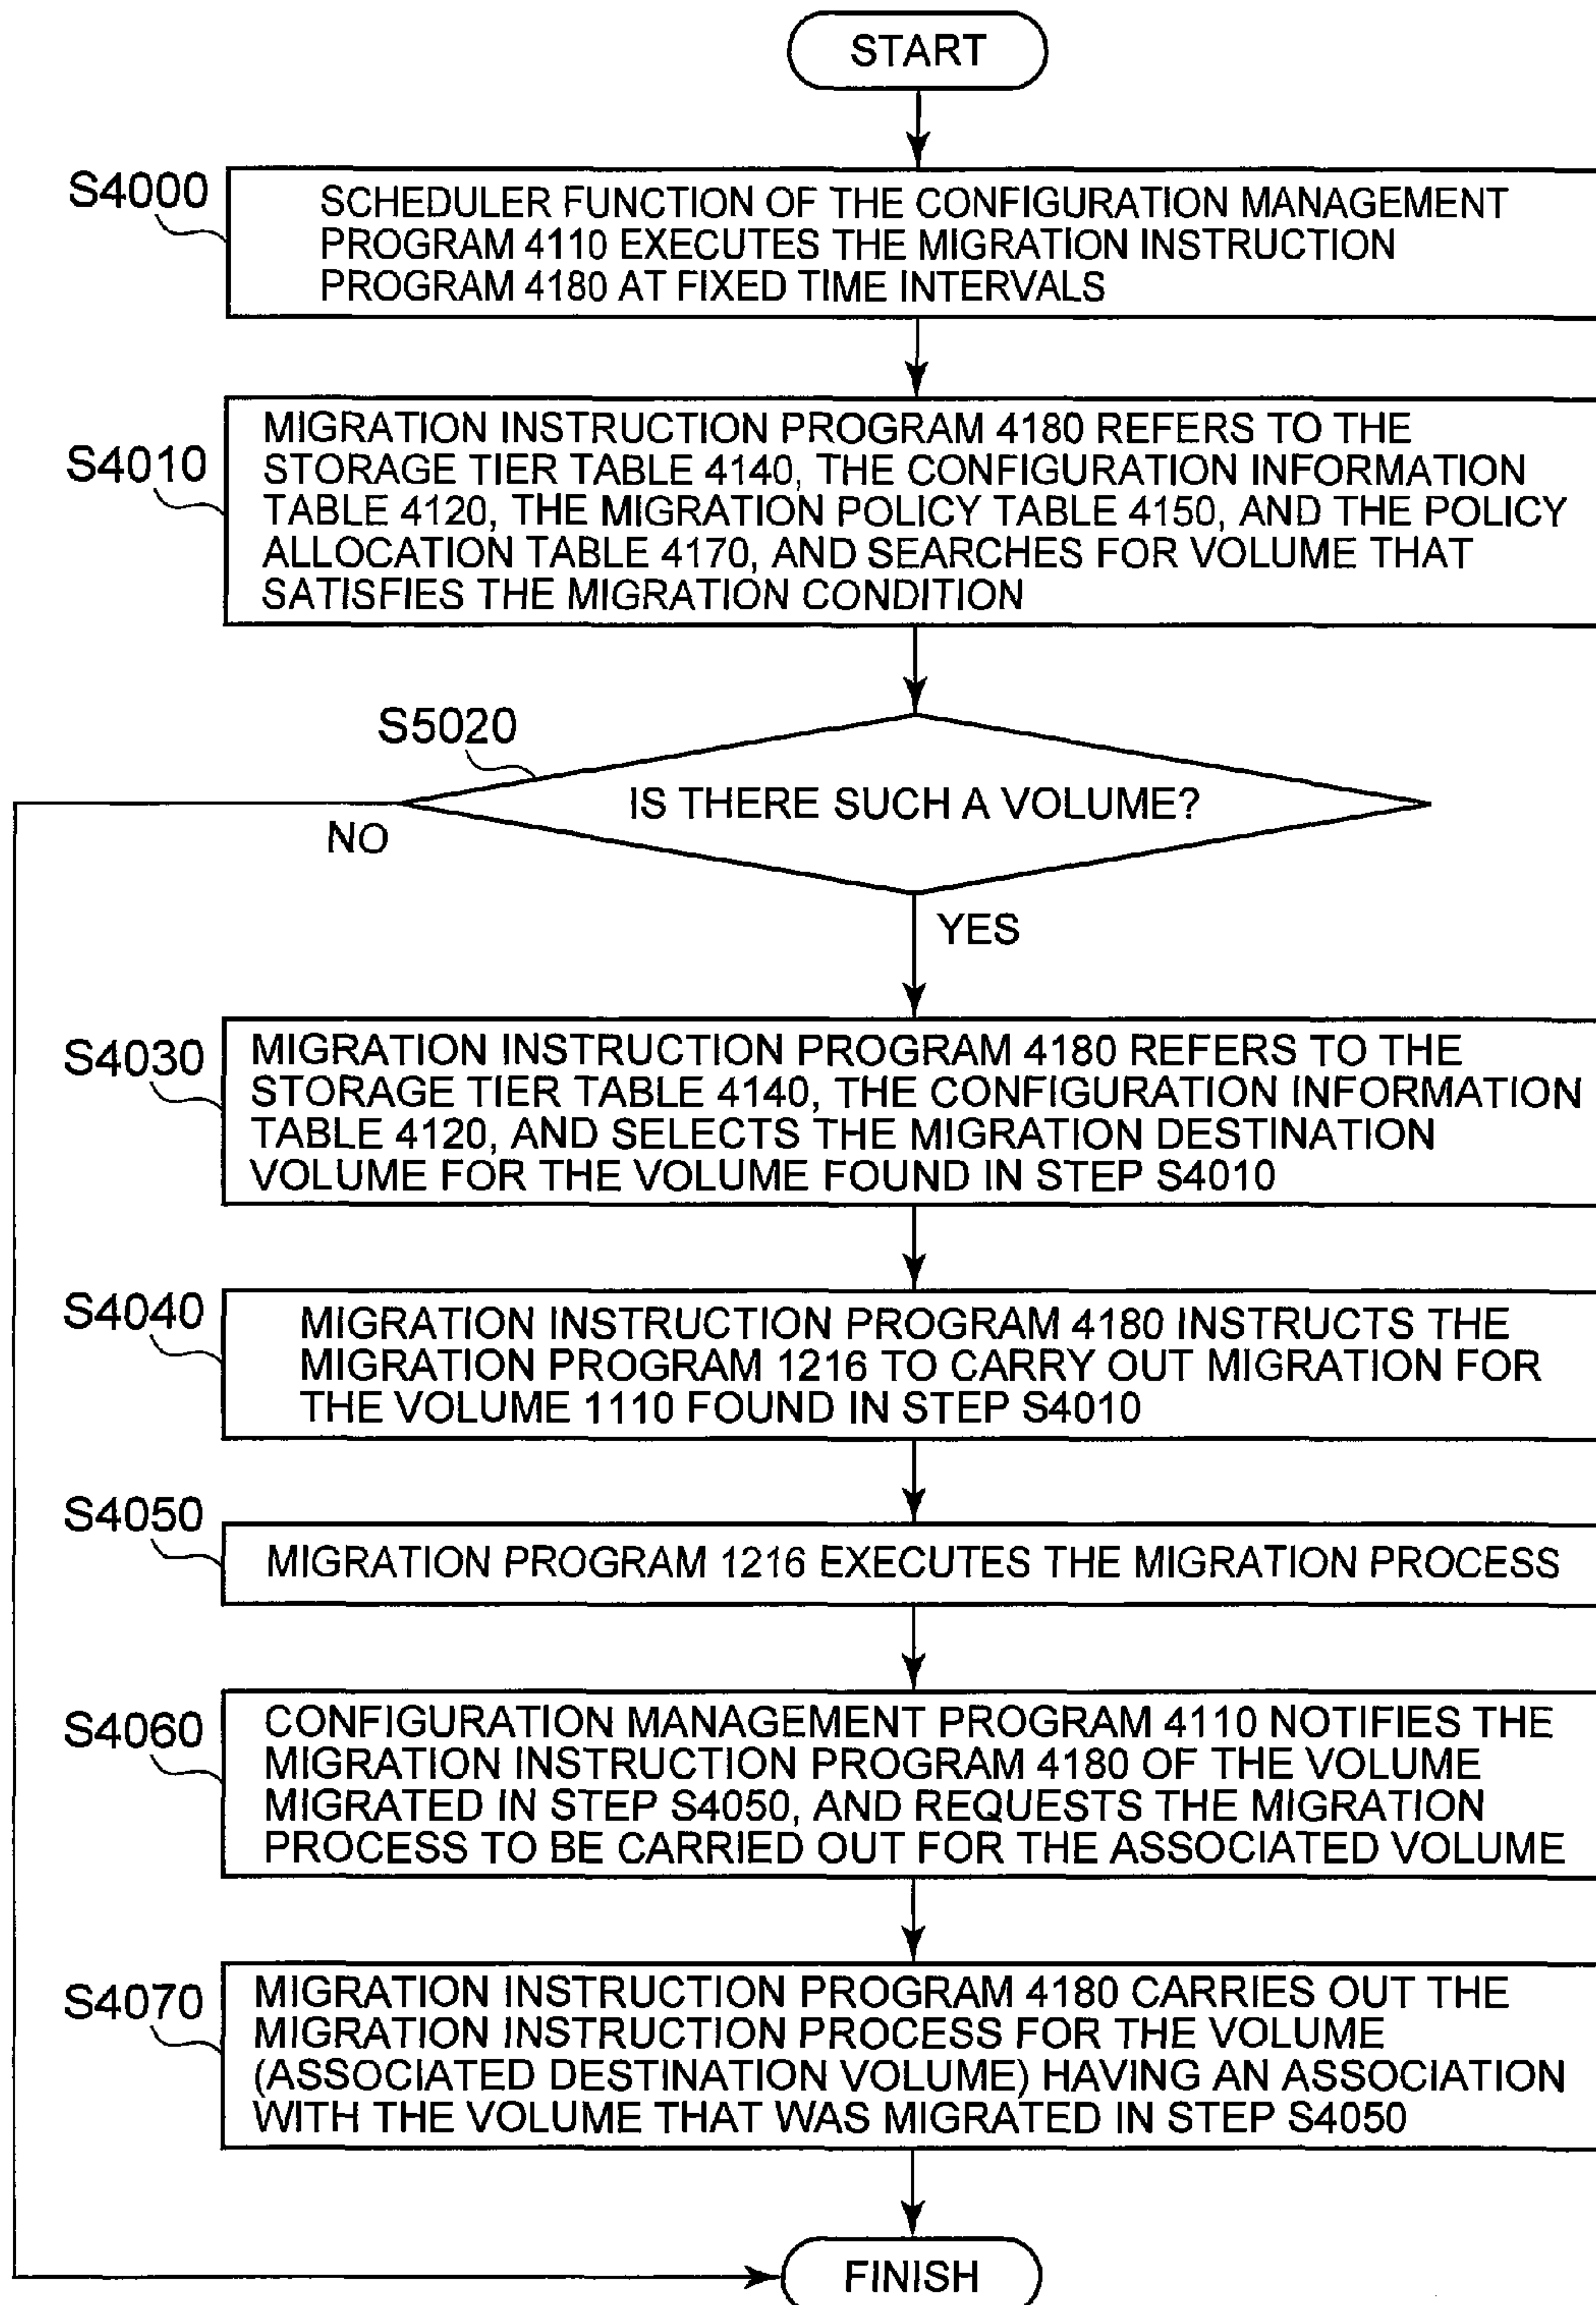 START
S4000
SCHEDULER FUNCTION OF THE CONFIGURATION MANAGEMENT
PROGRAM 4110 EXECUTES THE MIGRATION INSTRUCTION
PROGRAM 4180 AT FIXED TIME INTERVALS
S4010
MIGRATION INSTRUCTION PROGRAM 4180 REFERS TO THE
STORAGE TIER TABLE 4140, THE CONFIGURATION INFORMATION
TABLE 4120, THE MIGRATION POLICY TABLE 4150, AND THE POLICY
ALLOCATION TABLE 4170, AND SEARCHES FOR VOLUME THAT
SATISFIES THE MIGRATION CONDITION
S5020
IS THERE SUCH A VOLUME?
NO
YES
S4030
MIGRATION INSTRUCTION PROGRAM 4180 REFERS TO THE
STORAGE TIER TABLE 4140, THE CONFIGURATION INFORMATION
TABLE 4120, AND SELECTS THE MIGRATION DESTINATION
VOLUME FOR THE VOLUME FOUND IN STEP S4010
S4040
MIGRATION INSTRUCTION PROGRAM 4180 INSTRUCTS THE
MIGRATION PROGRAM 1216 TO CARRY OUT MIGRATION FOR
THE VOLUME 1110 FOUND IN STEP S4010
S4050
MIGRATION PROGRAM 1216 EXECUTES THE MIGRATION PROCESS
S4060
CONFIGURATION MANAGEMENT PROGRAM 4110 NOTIFIES THE
MIGRATION INSTRUCTION PROGRAM 4180 OF THE VOLUME
MIGRATED IN STEP S4050, AND REQUESTS THE MIGRATION
PROCESS TO BE CARRIED OUT FOR THE ASSOCIATED VOLUME
S4070
MIGRATION INSTRUCTION PROGRAM 4180 CARRIES OUT THE
MIGRATION INSTRUCTION PROCESS FOR THE VOLUME
(ASSOCIATED DESTINATION VOLUME) HAVING AN ASSOCIATION
WITH THE VOLUME THAT WAS MIGRATED IN STEP S4050
FINISH